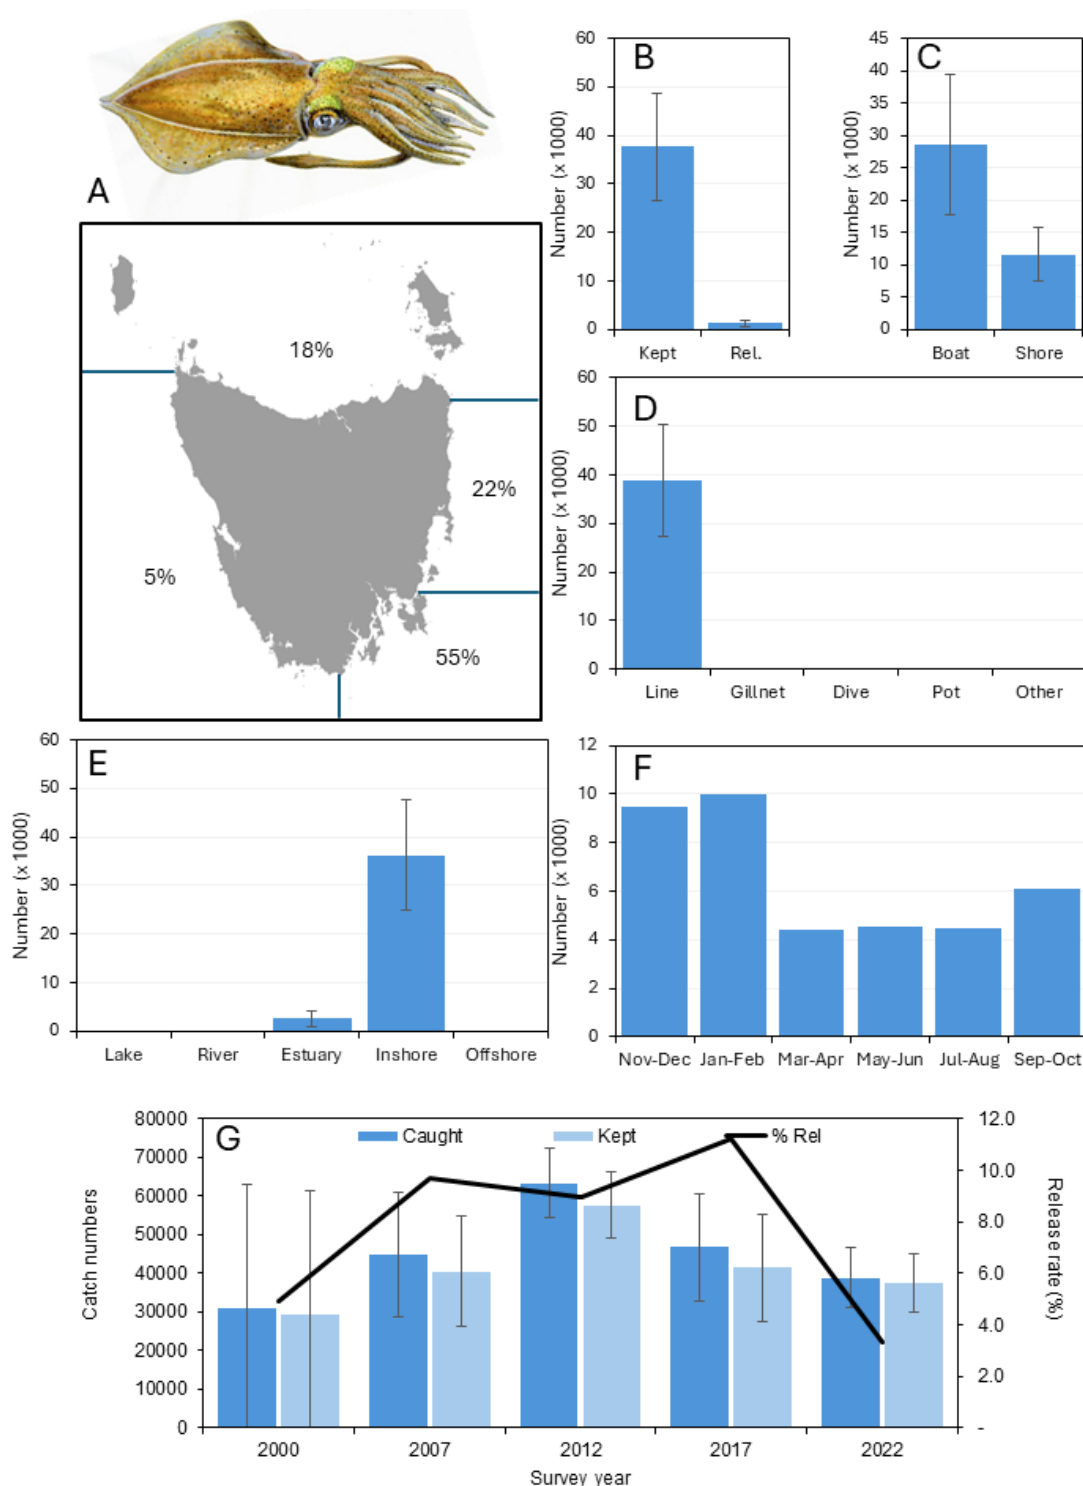 A
18%
22%
5%
55%
B
Number (x 1000)
60
50
40
30
20
10
0
Kept Rel.
C
Number (x 1000)
45
40
35
30
25
20
15
10
5
0
Boat Shore
D
Number (x 1000)
60
50
40
30
20
10
0
Line Gillnet Dive Pot Other
E
Number (x 1000)
60
50
40
30
20
10
0
Lake River Estuary Inshore Offshore
F
Number (x 1000)
12
10
8
6
4
2
0
Nov-Dec Jan-Feb Mar-Apr May-Jun Jul-Aug Sep-Oct
G
Caught Kept % Rel
Catch numbers
80000
70000
60000
50000
40000
30000
20000
10000
0
12.0
10.0
8.0
6.0
4.0
2.0
-
Release rate (%)
2000 2007 2012 2017 2022
Survey year